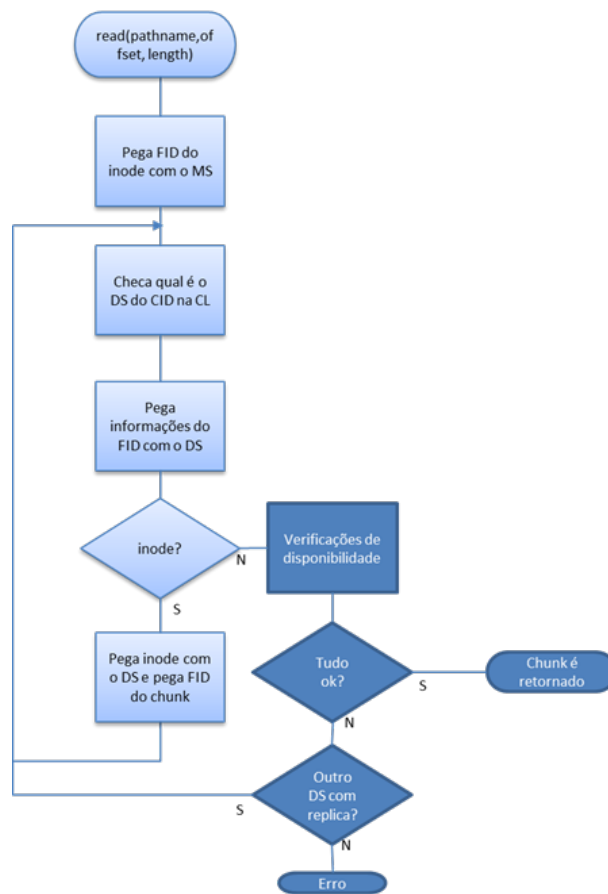 read(pathname,of
fset, length)
Pega FID do
inode com o MS
Checa qual é o
DS do CID na CL
Pega
informações do
FID com o DS
inode?
N
S
Verificações de
disponibilidade
Pega inode com
o DS e pega FID
do chunk
Tudo
ok?
S
N
Chunk é
retornado
Outro
DS com
replica?
S
N
Erro